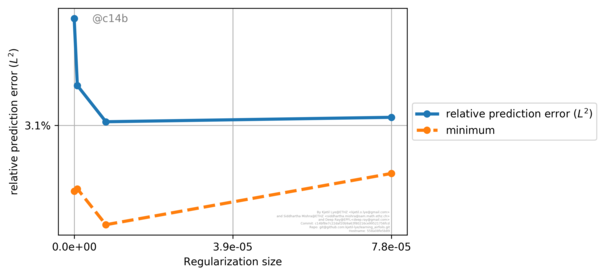 @c14b
relative prediction error (L²)
3.1%
0.0e+00
3.9e-05
7.8e-05
Regularization size
relative prediction error (L²)
minimum